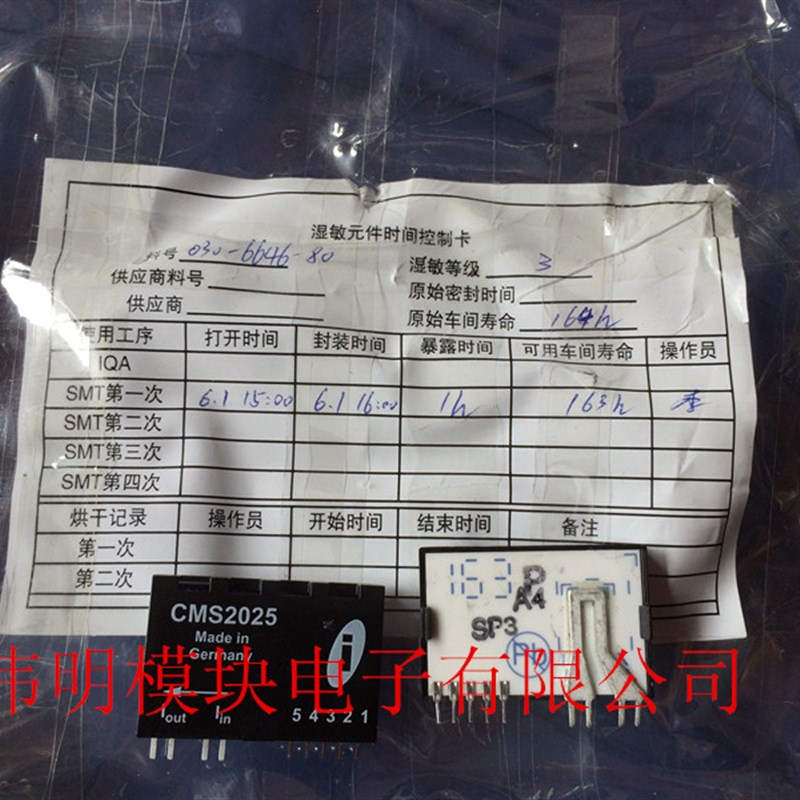 湿敏元件时间控制卡
料号 030-6646-80
湿敏等级 3
供应商料号
原始密封时间
供应商
原始车间寿命 164h
使用工序 打开时间 封装时间 暴露时间 可用车间寿命 操作员
IQA
SMT第一次 6.1 15:00 6.1 16:00 1h 163h 李
SMT第二次
SMT第三次
SMT第四次
烘干记录 操作员 开始时间 结束时间 备注
第一次
第二次
CMS2025
Made in
Germany
i
Iout Iin 5 4 3 2 1
163P
A4
SP3
纬明模块电子有限公司